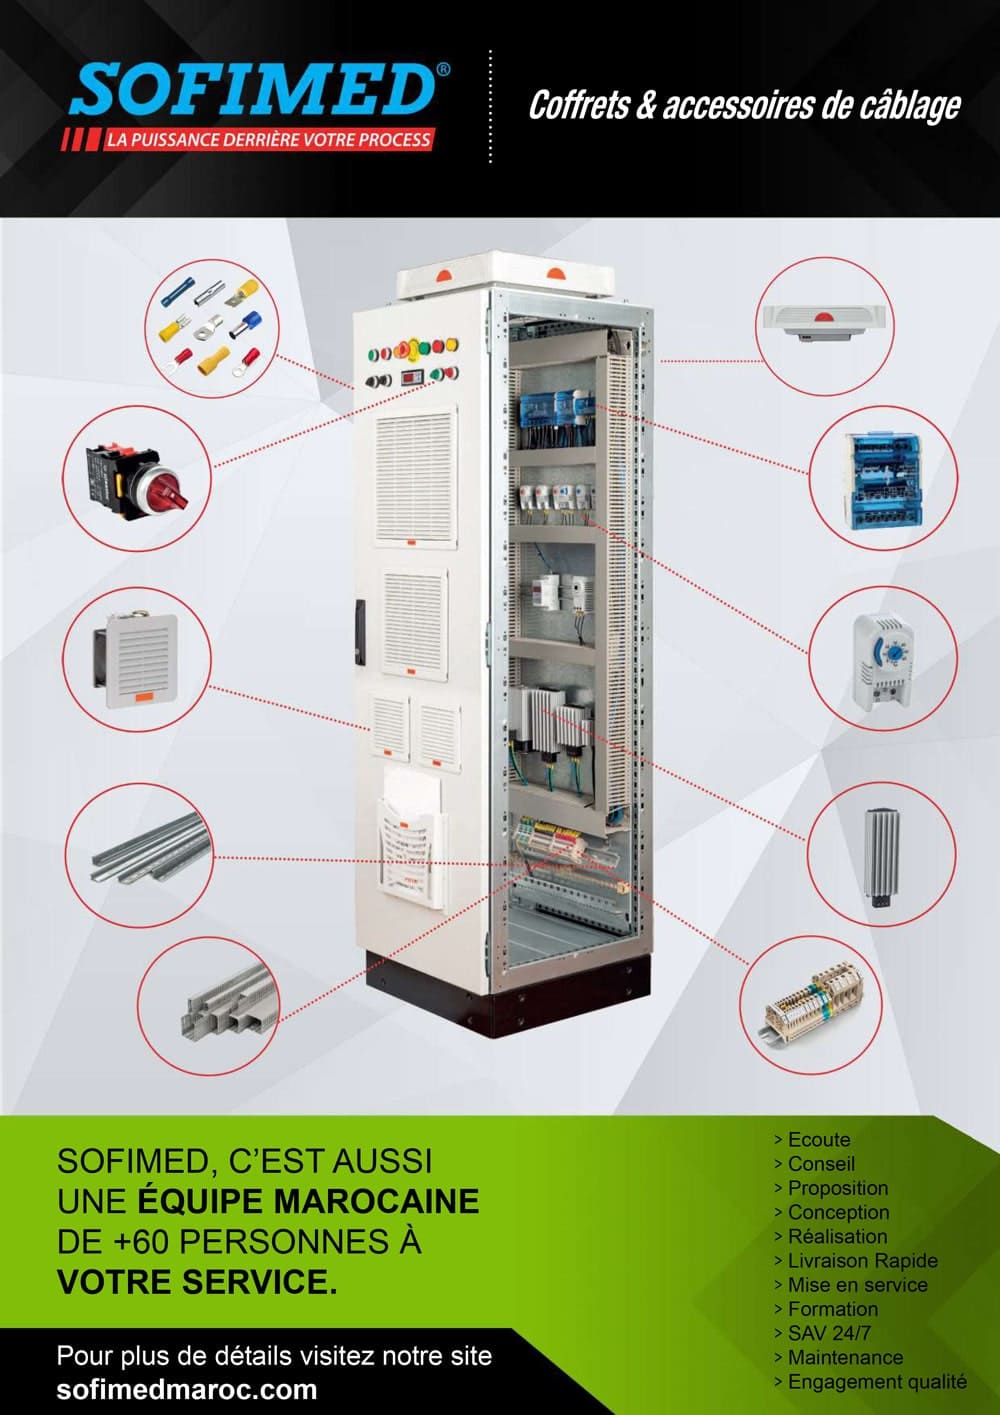 SOFIMED®
LA PUISSANCE DERRIÈRE VOTRE PROCESS
Coffrets & accessoires de câblage
SOFIMED, C’EST AUSSI
UNE ÉQUIPE MAROCAINE
DE +60 PERSONNES À
VOTRE SERVICE.
> Ecoute
> Conseil
> Proposition
> Conception
> Réalisation
> Livraison Rapide
> Mise en service
> Formation
> SAV 24/7
> Maintenance
> Engagement qualité
Pour plus de détails visitez notre site
sofimedmaroc.com